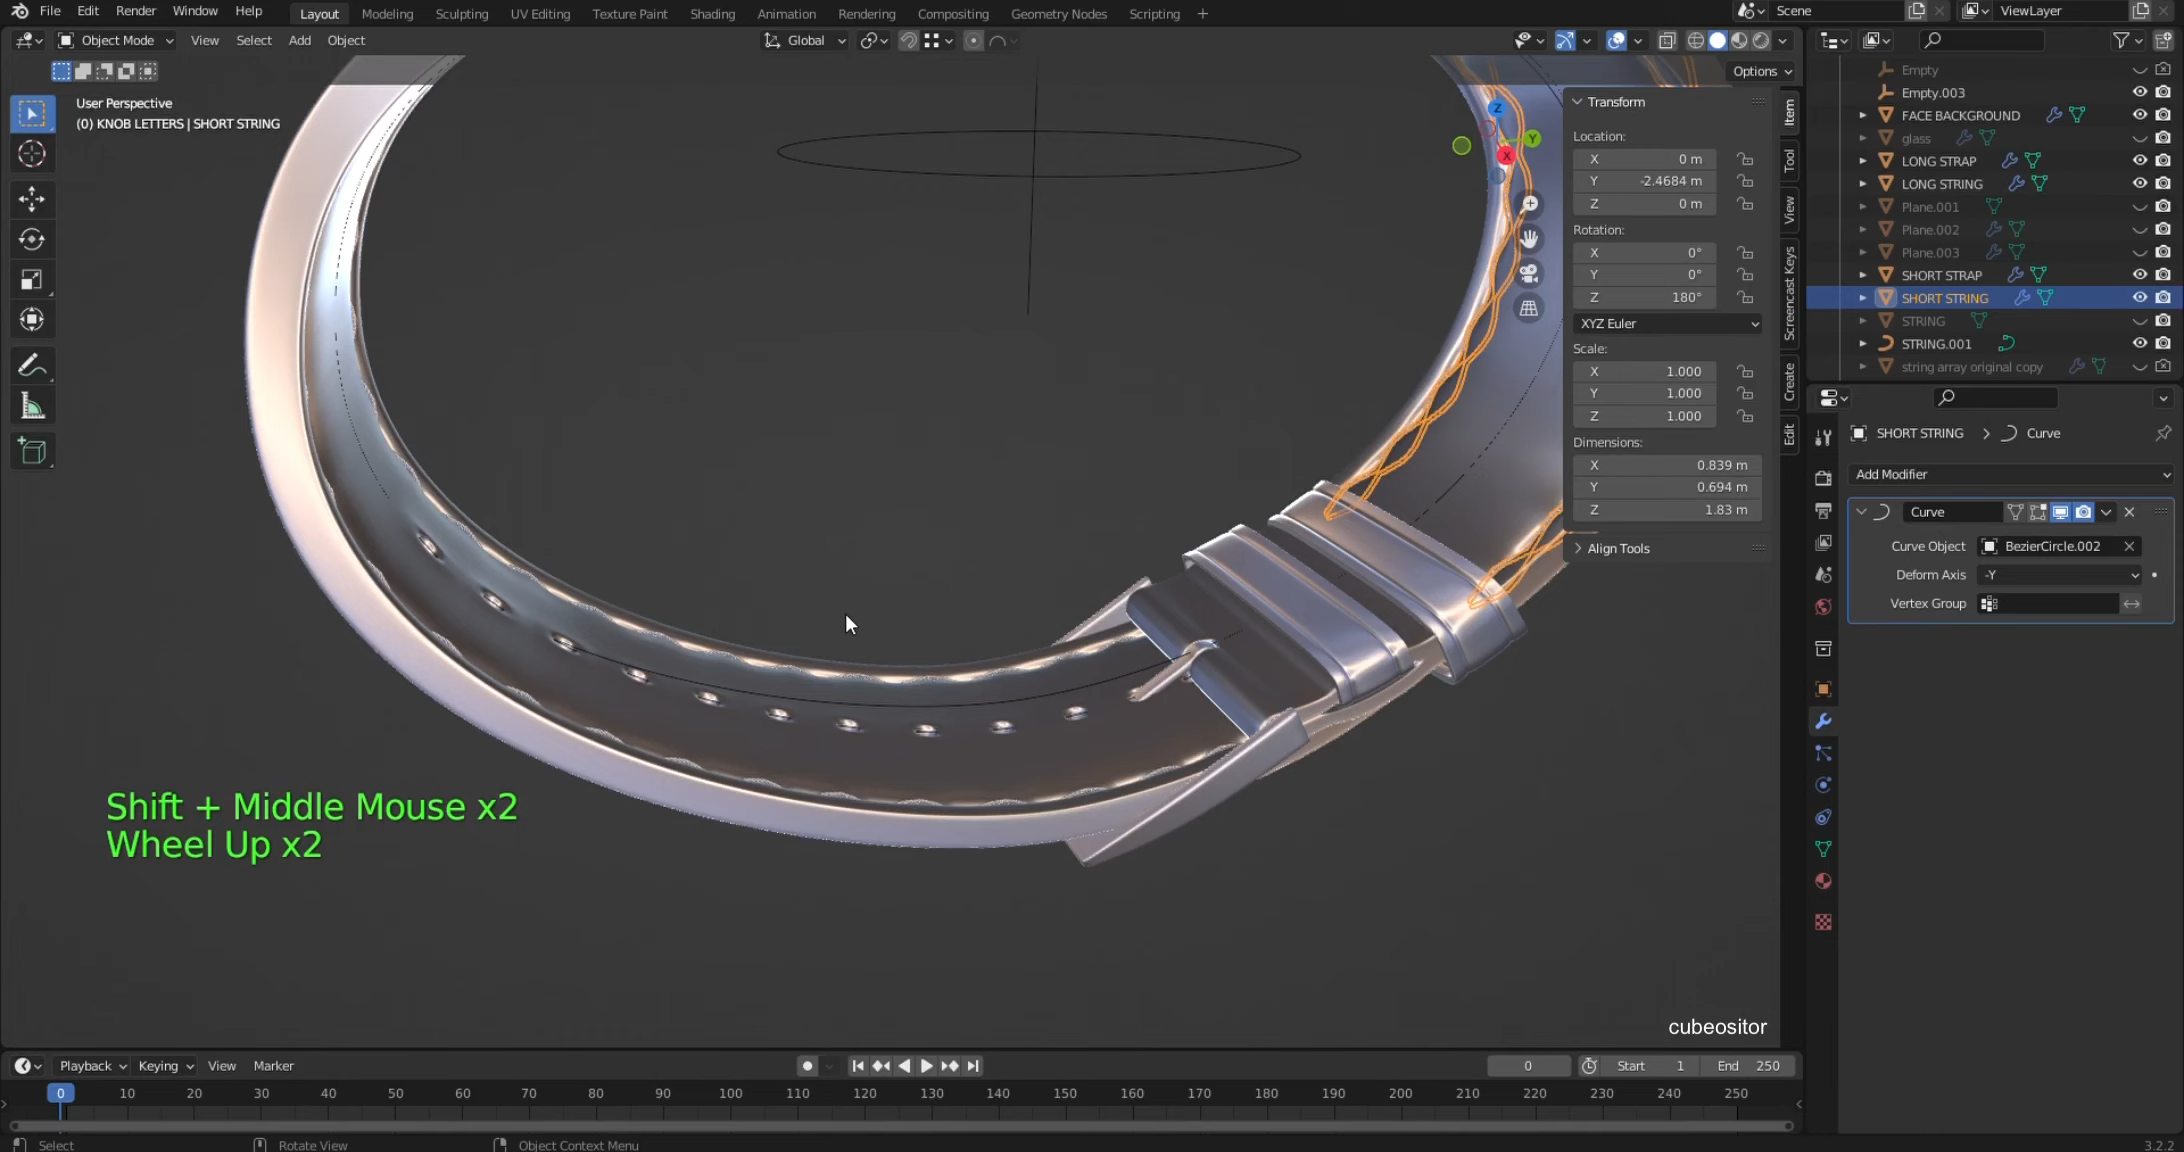 File Edit Render Window Help Layout Modeling Sculpting UV Editing Texture Paint Shading Animation Rendering Compositing Geometry Nodes Scripting + Scene ViewLayer
Object Mode View Select Add Object Global
Options
User Perspective
(0) KNOB LETTERS | SHORT STRING
Transform
Location:
X 0 m
Y -2.4684 m
Z 0 m
Rotation:
X 0°
Y 0°
Z 180°
XYZ Euler
Scale:
X 1.000
Y 1.000
Z 1.000
Dimensions:
X 0.839 m
Y 0.694 m
Z 1.83 m
Align Tools
Z
Y
X
Item
Tool
View
Screencast Keys
Create
Edit
Empty
Empty.003
FACE BACKGROUND
glass
LONG STRAP
LONG STRING
Plane.001
Plane.002
Plane.003
SHORT STRAP
SHORT STRING
STRING
STRING.001
string array original copy
SHORT STRING > Curve
Add Modifier
Curve
Curve Object BezierCircle.002
Deform Axis -Y
Vertex Group
Shift + Middle Mouse x2
Wheel Up x2
cubeositor
Playback Keying View Marker 0 Start 1 End 250
0 10 20 30 40 50 60 70 80 90 100 110 120 130 140 150 160 170 180 190 200 210 220 230 240 250
Select Rotate View Object Context Menu 3.2.2